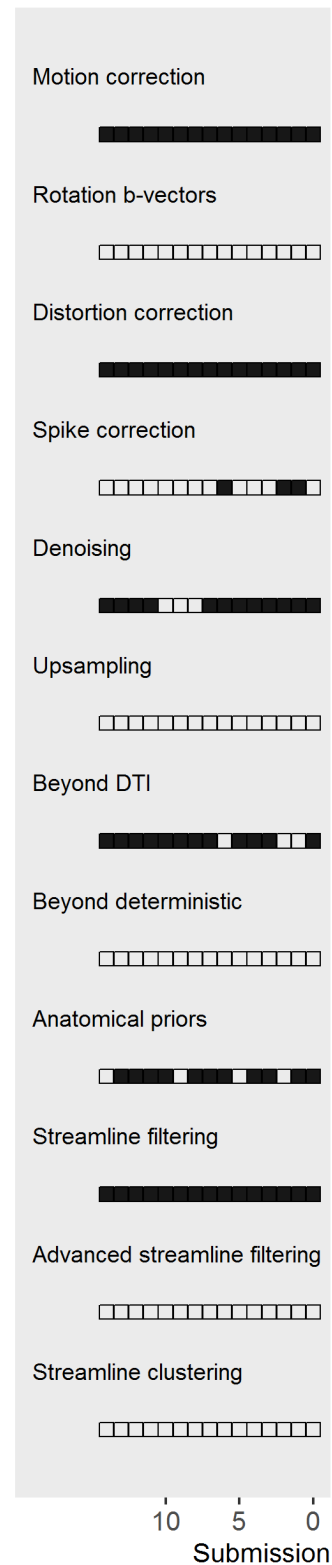 Motion correction
Rotation b-vectors
Distortion correction
Spike correction
Denoising
Upsampling
Beyond DTI
Beyond deterministic
Anatomical priors
Streamline filtering
Advanced streamline filtering
Streamline clustering
10 5 0
Submission